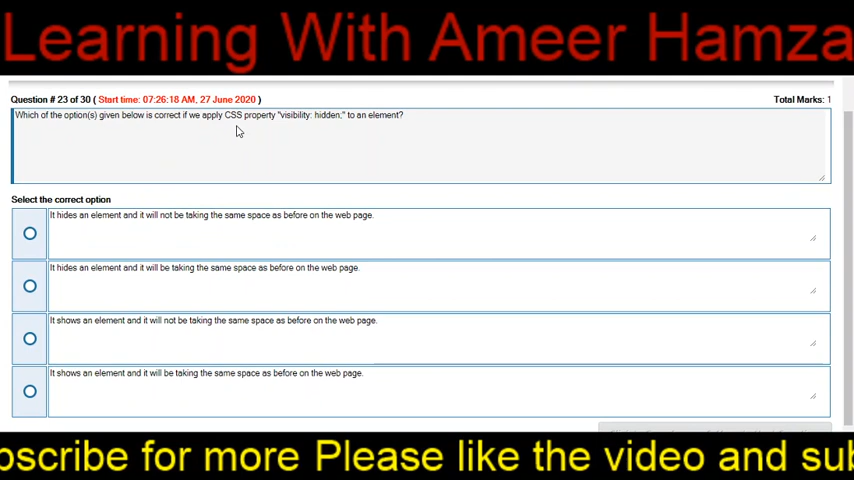 Learning With Ameer Hamza
Question # 23 of 30 ( Start time: 07:26:18 AM, 27 June 2020 ) Total Marks: 1
Which of the option(s) given below is correct if we apply CSS property "visibility: hidden;" to an element?
Select the correct option
It hides an element and it will not be taking the same space as before on the web page.
It hides an element and it will be taking the same space as before on the web page.
It shows an element and it will not be taking the same space as before on the web page.
It shows an element and it will be taking the same space as before on the web page.
bscribe for more Please like the video and sub